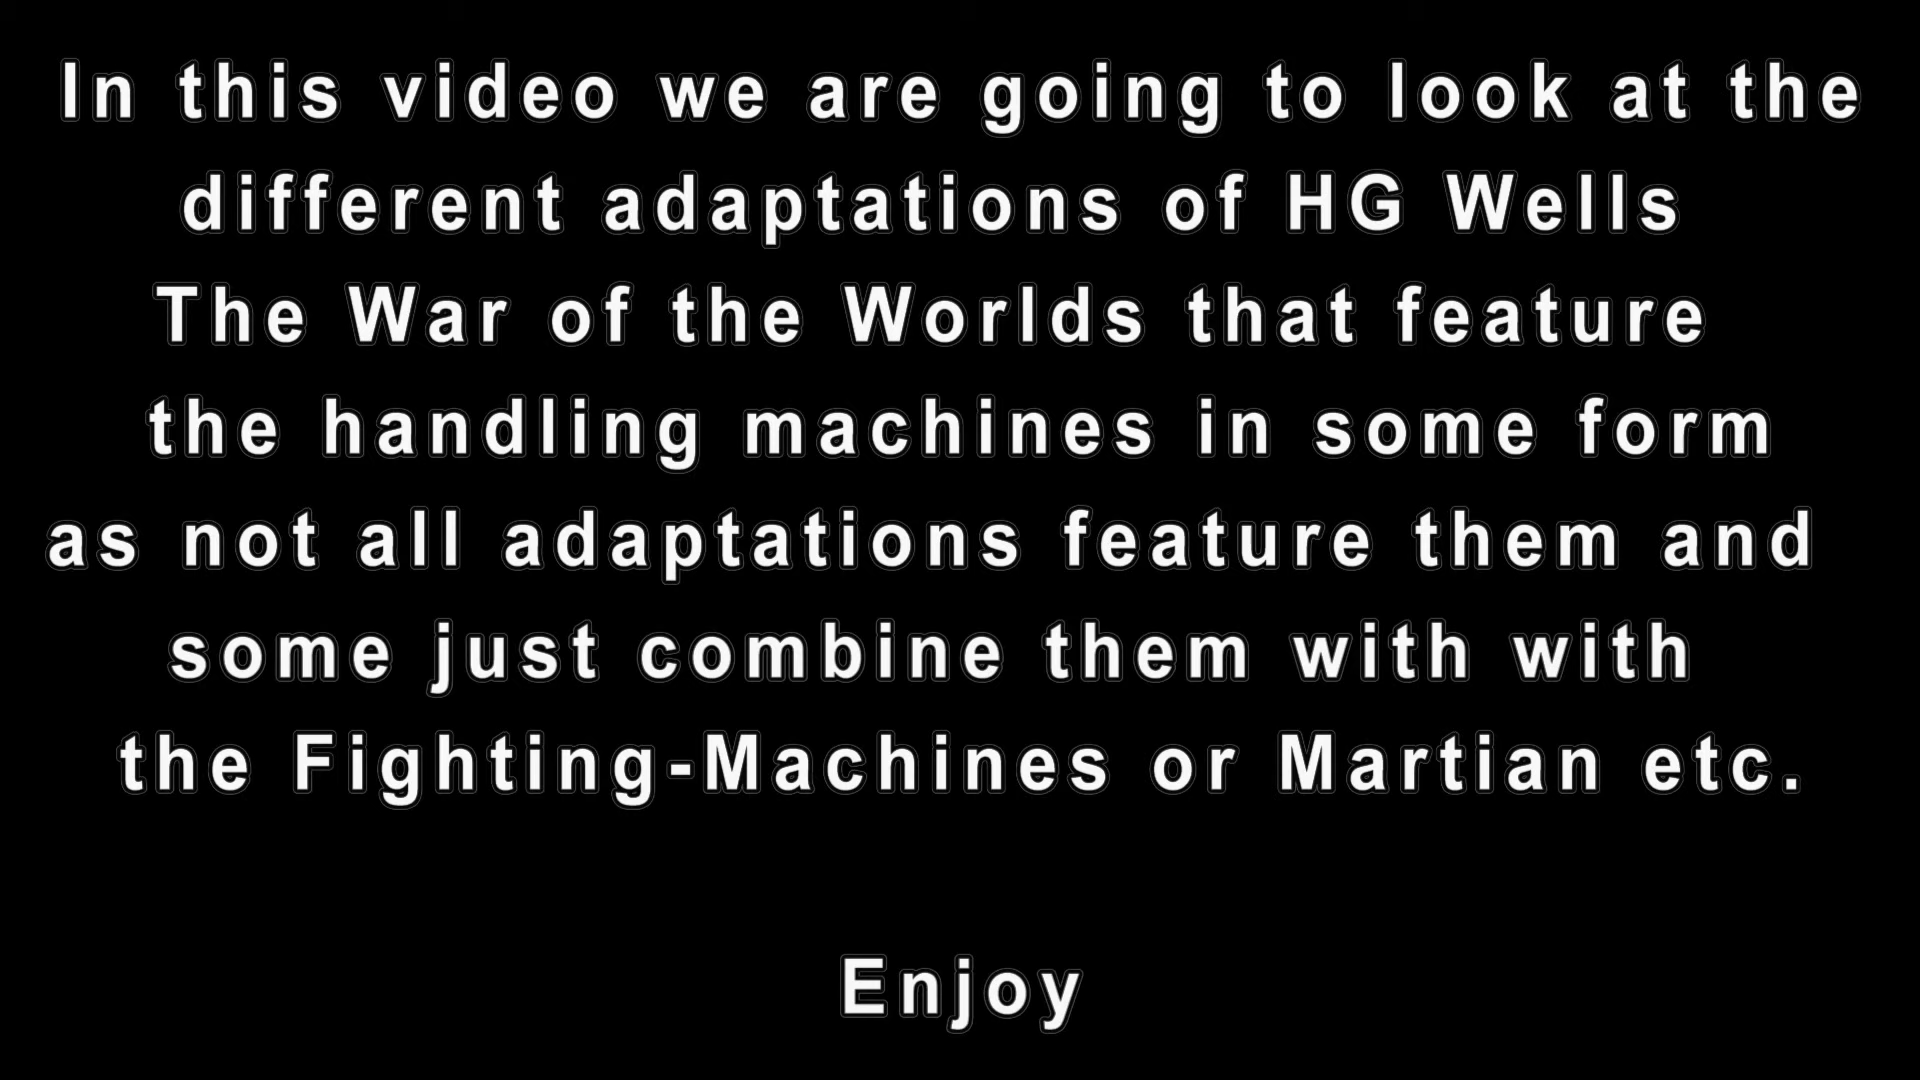 In this video we are going to look at the
different adaptations of HG Wells
The War of the Worlds that feature
the handling machines in some form
as not all adaptations feature them and
some just combine them with with
the Fighting-Machines or Martian etc.
Enjoy